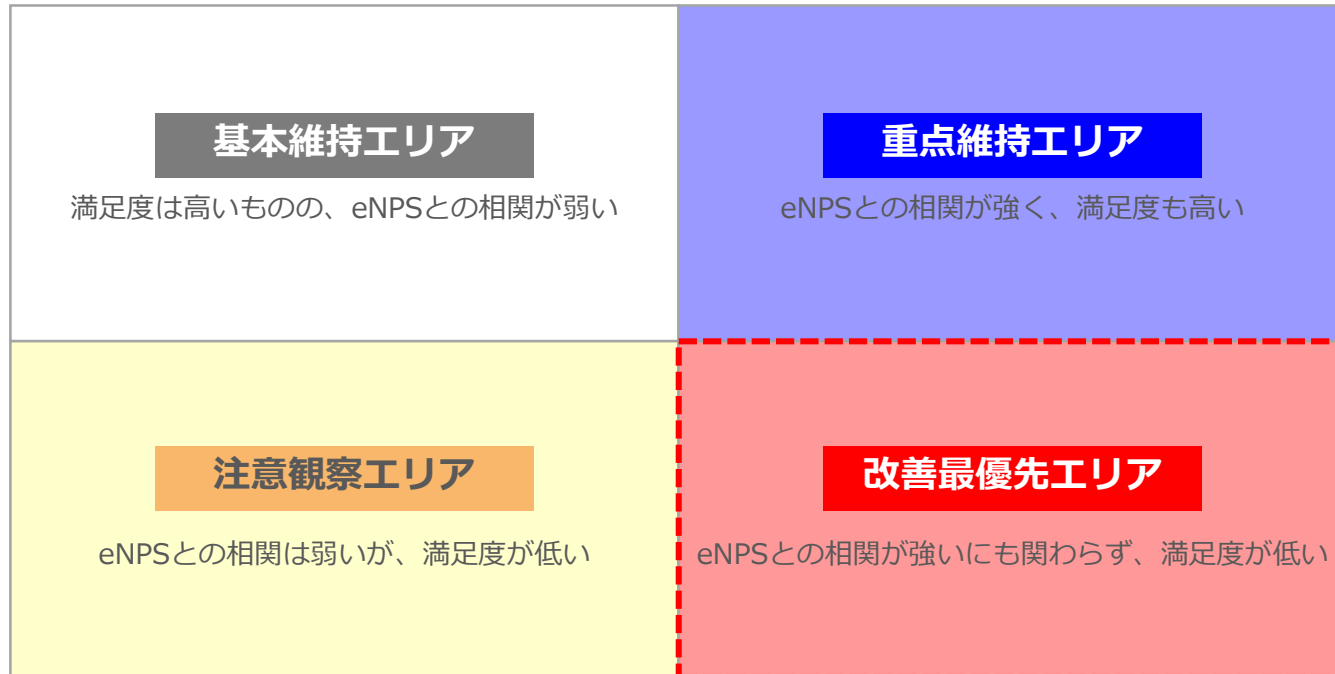 基本維持エリア
満足度は高いものの、eNPSとの相関が弱い
重点維持エリア
eNPSとの相関が強く、満足度も高い
注意観察エリア
eNPSとの相関は弱いが、満足度が低い
改善最優先エリア
eNPSとの相関が強いにも関わらず、満足度が低い